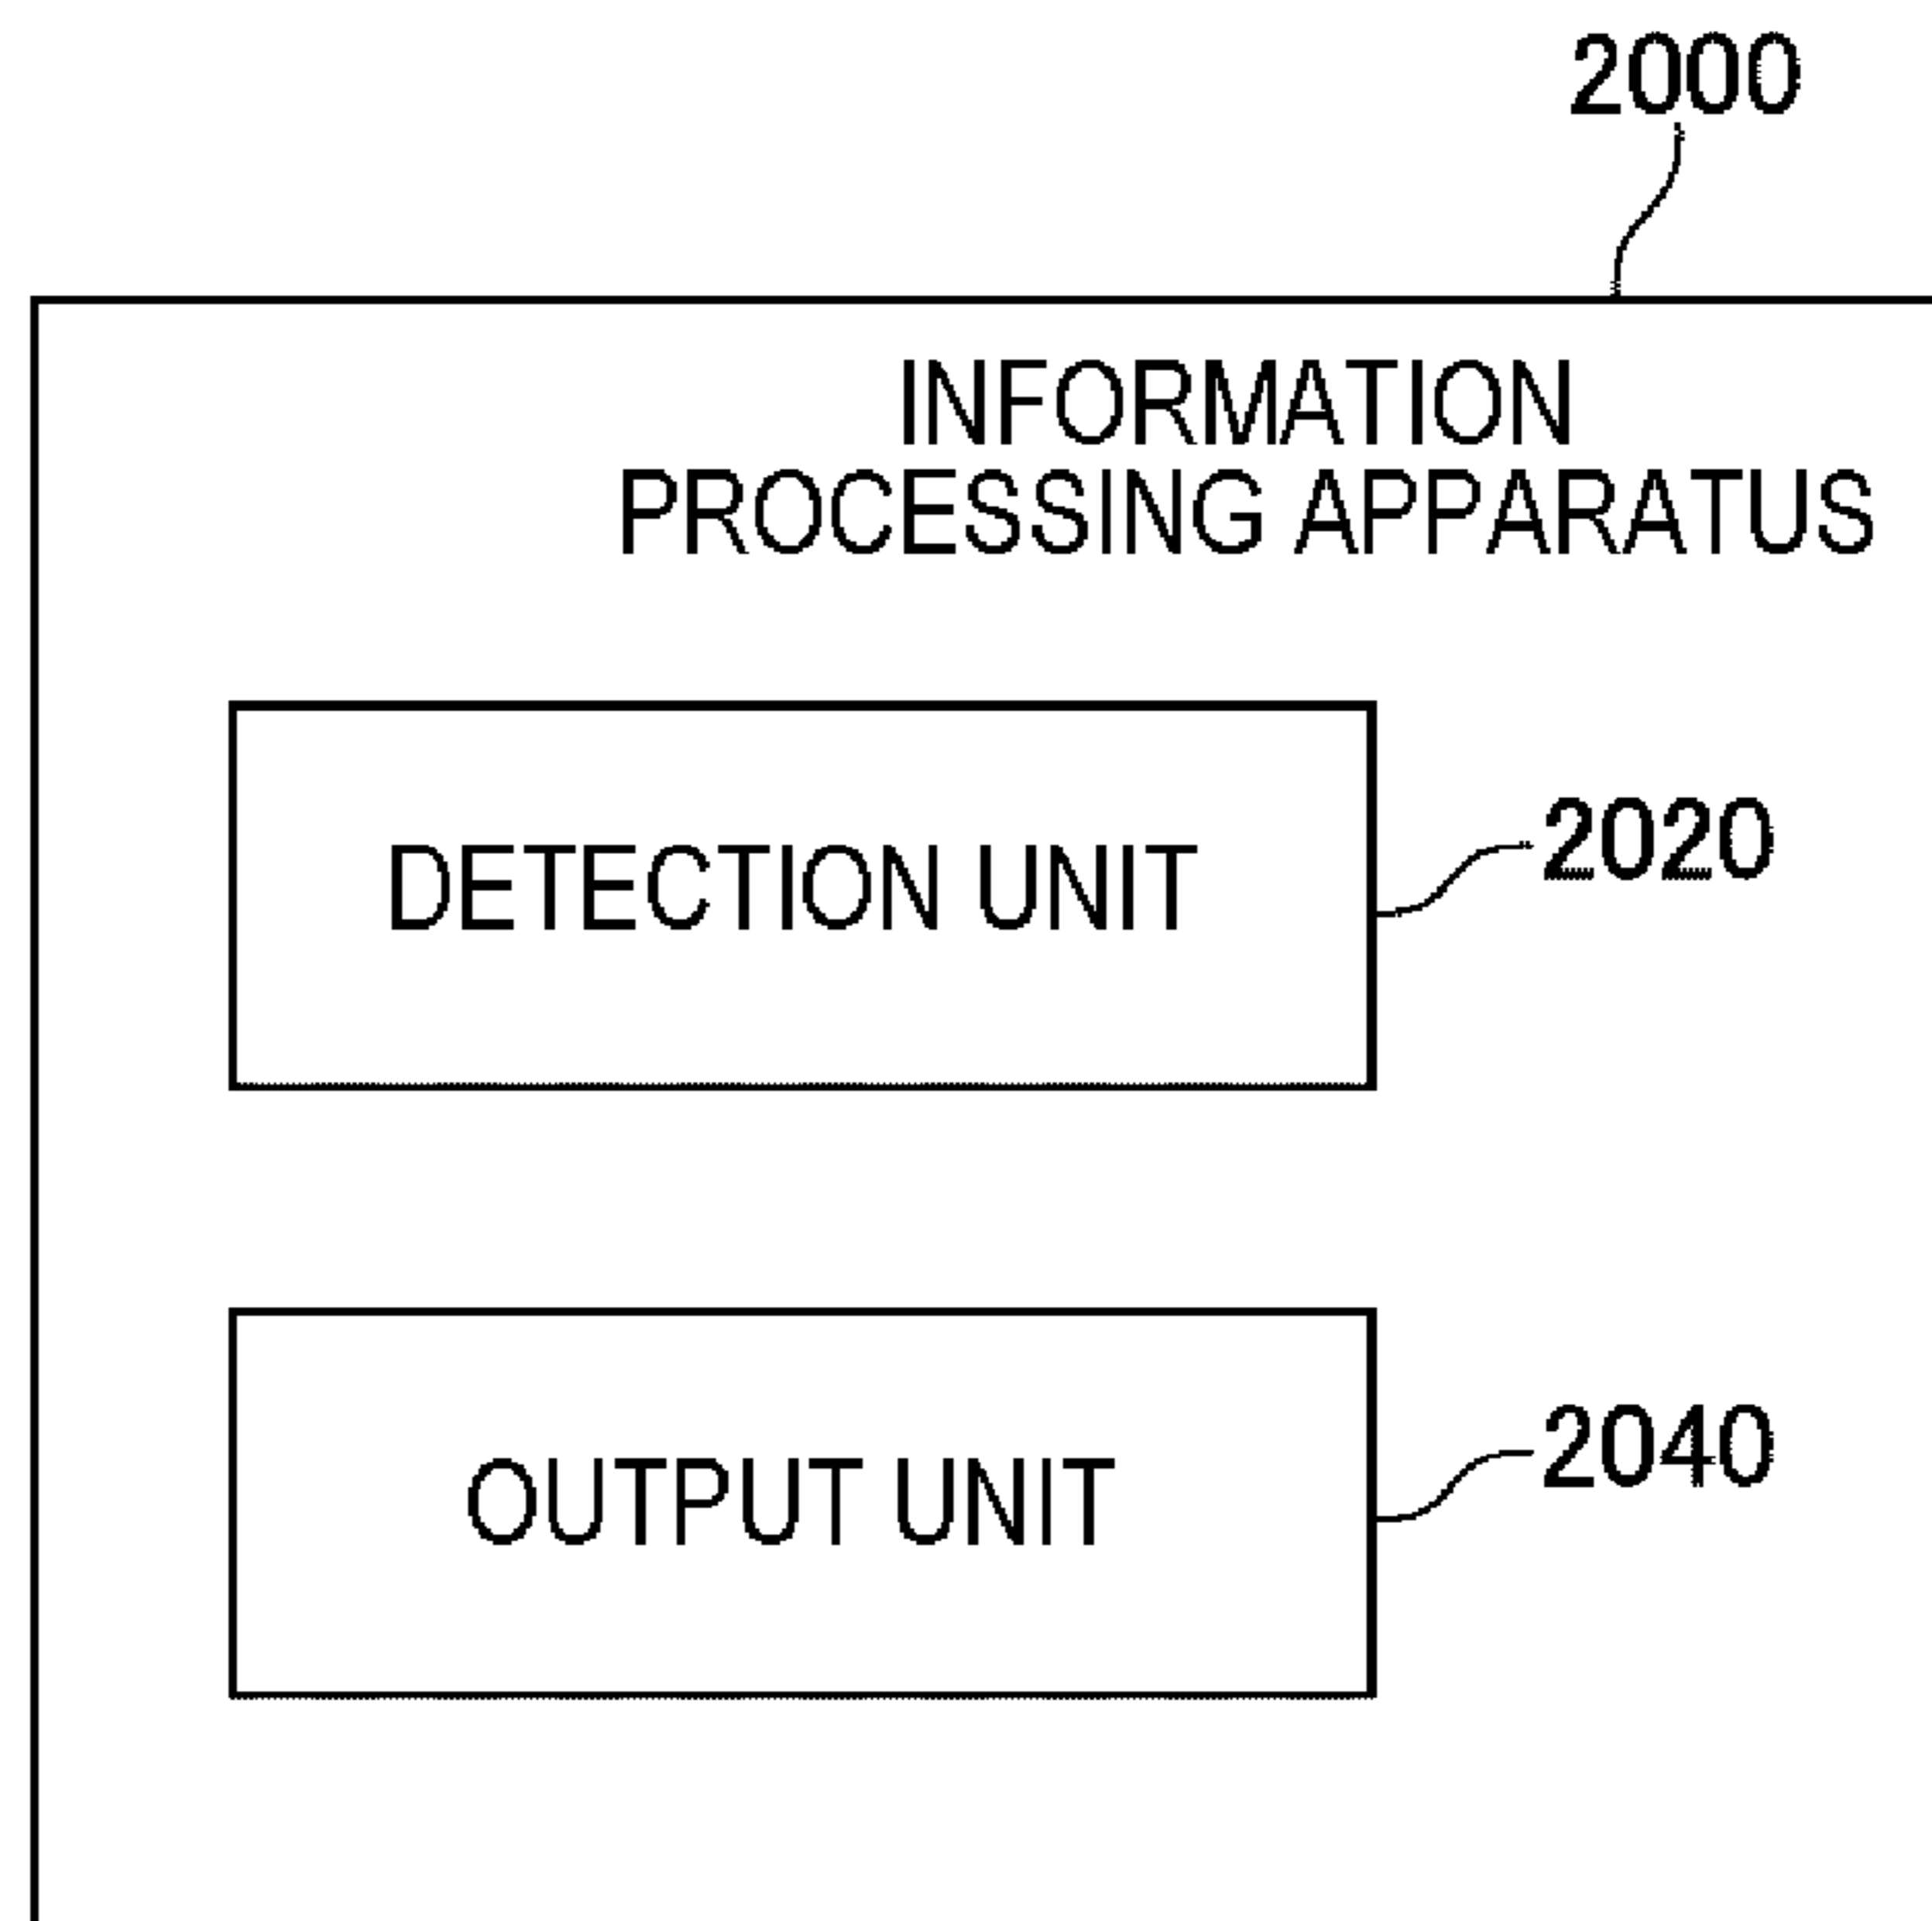 2000
INFORMATION
PROCESSING APPARATUS
DETECTION UNIT
2020
OUTPUT UNIT
2040